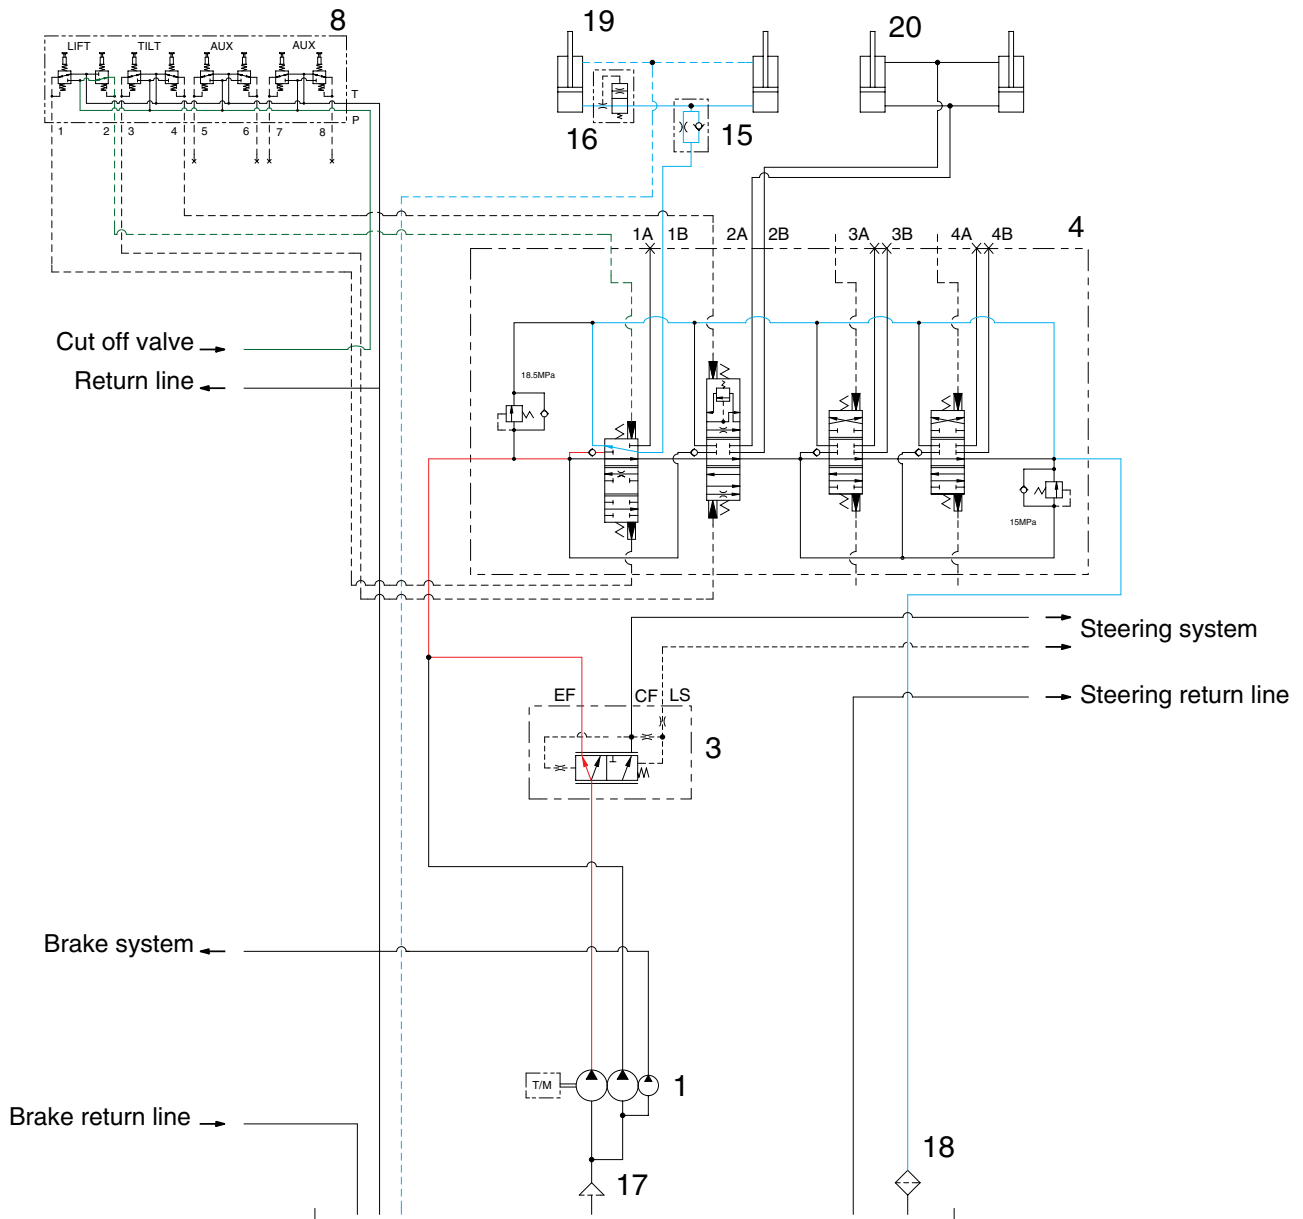 8
19
20
LIFT TILT AUX AUX
T
P
1 2 3 4 5 6 7 8
16
15
1A 1B 2A 2B 3A 3B 4A 4B
4
Cut off valve
Return line
18.5MPa
15MPa
Steering system
EF CF LS
Steering return line
3
Brake system
T/M
1
Brake return line
17
18